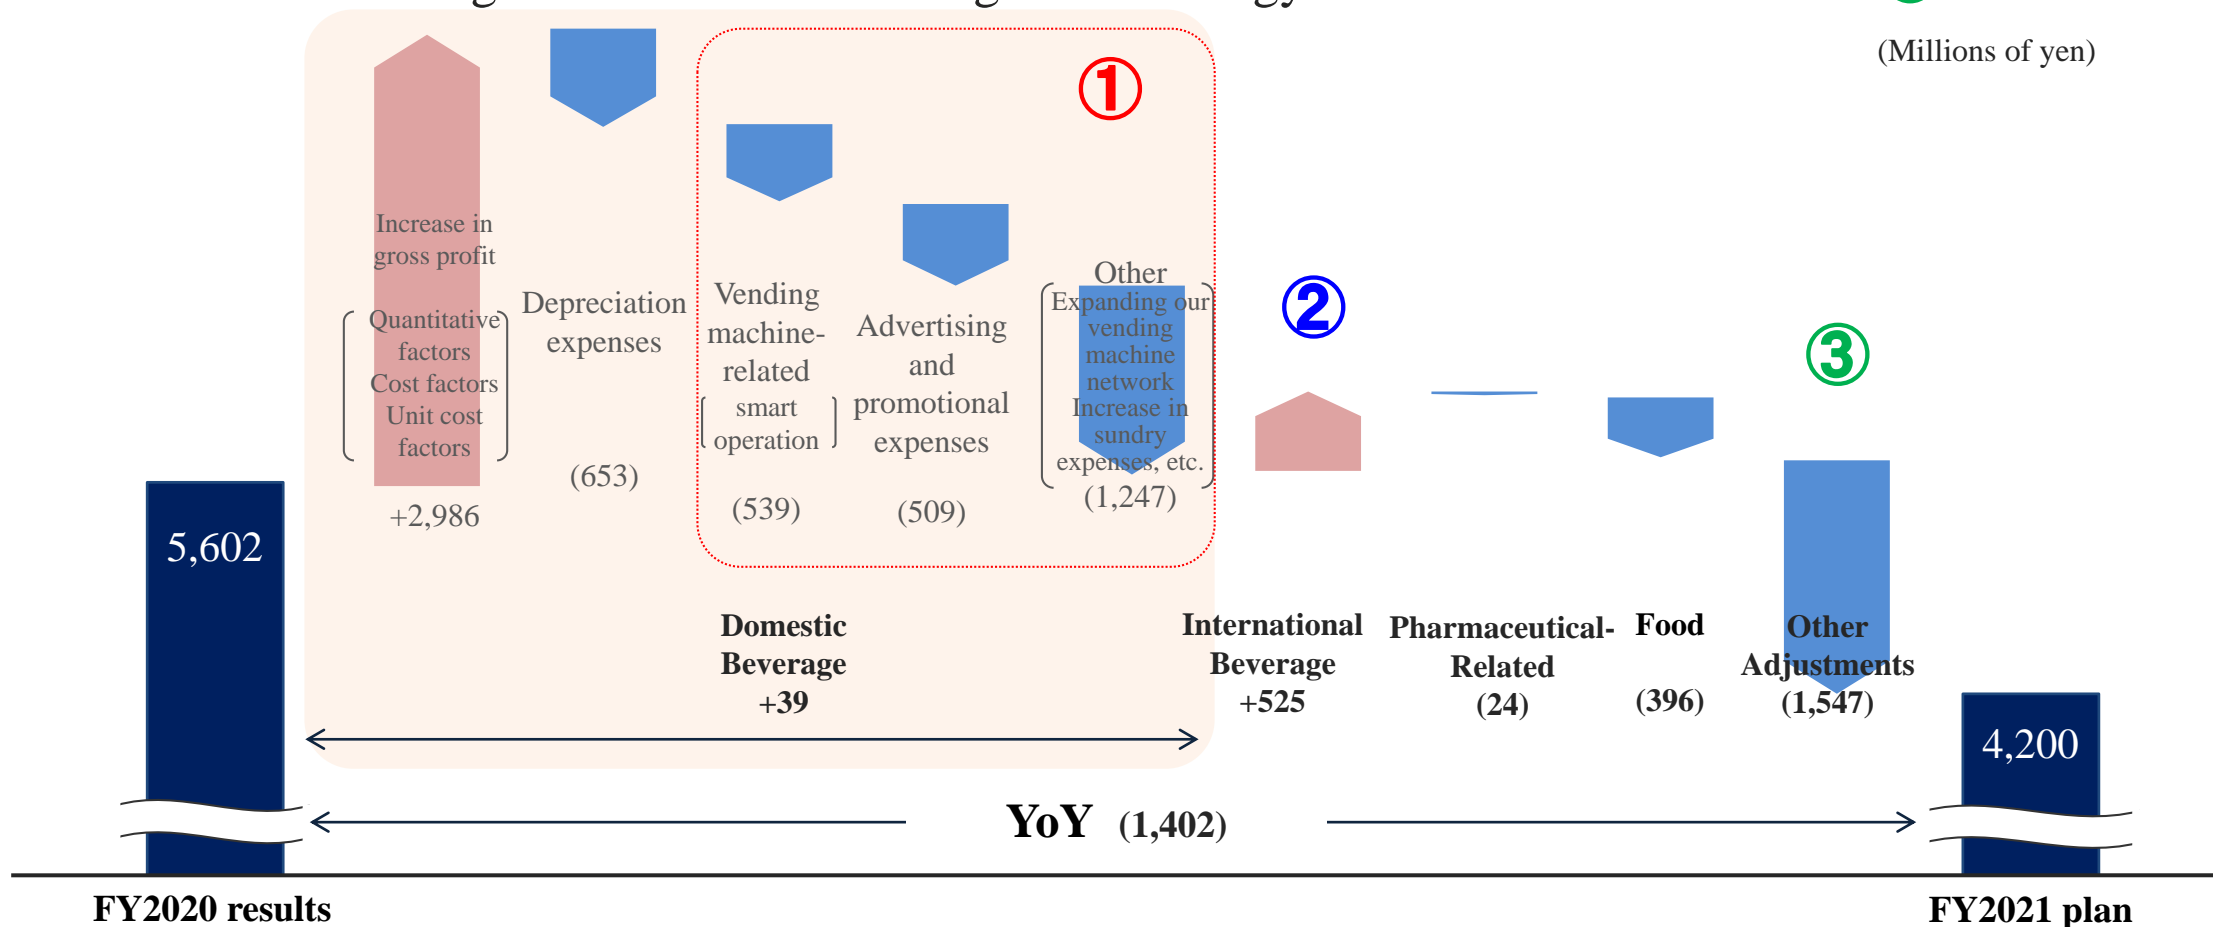 (Millions of yen)
①
Increase in
gross profit
Quantitative
factors
Cost factors
Unit cost
factors
+2,986
Depreciation
expenses
(653)
Vending
machine-
related
smart
operation
(539)
Advertising
and
promotional
expenses
(509)
Other
Expanding our
vending
machine
network
Increase in
sundry
expenses, etc.
(1,247)
②
③
5,602
Domestic
Beverage
+39
International
Beverage
+525
Pharmaceutical-
Related
(24)
Food
(396)
Other
Adjustments
(1,547)
4,200
YoY (1,402)
FY2020 results
FY2021 plan